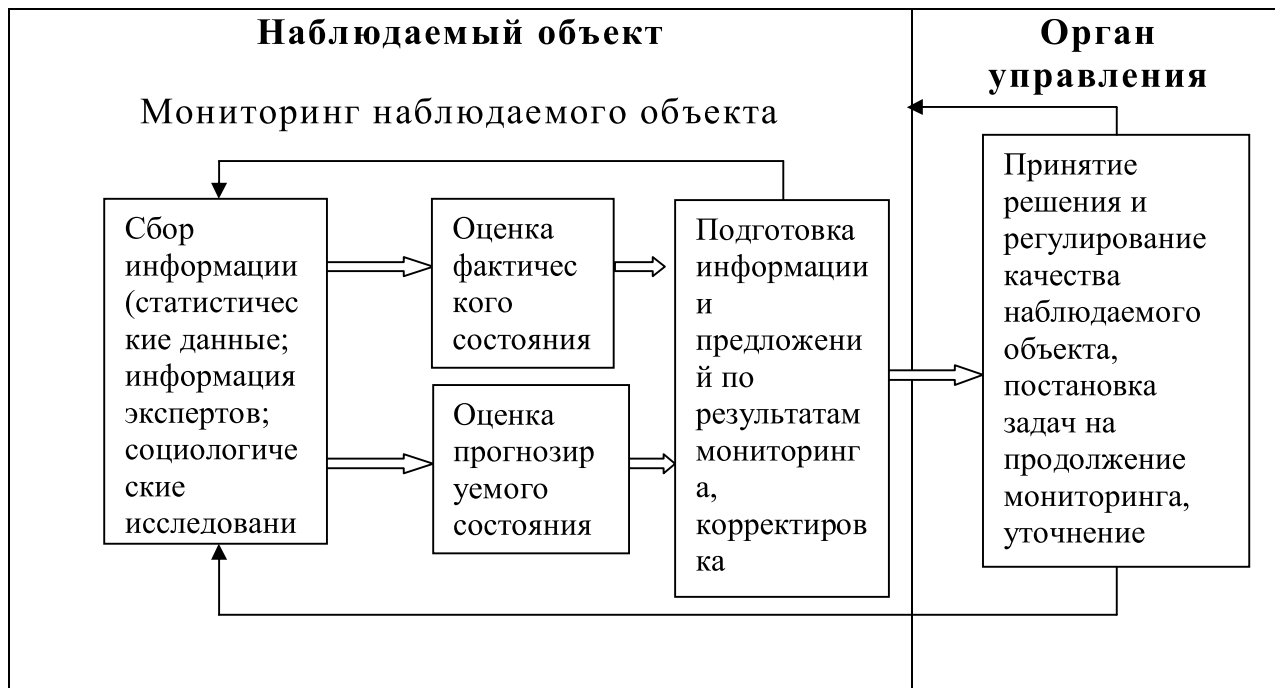 Наблюдаемый объект
Орган
управления
Мониторинг наблюдаемого объекта
Сбор
информации
(статистичес
кие данные;
информация
экспертов;
социологиче
ские
исследовани
Оценка
фактичес
кого
состояния
Оценка
прогнозир
уемого
состояния
Подготовка
информации
и
предложени
й по
результатам
мониторинг
а,
корректиров
ка
Принятие
решения и
регулирование
качества
наблюдаемого
объекта,
постановка
задач на
продолжение
мониторинга,
уточнение